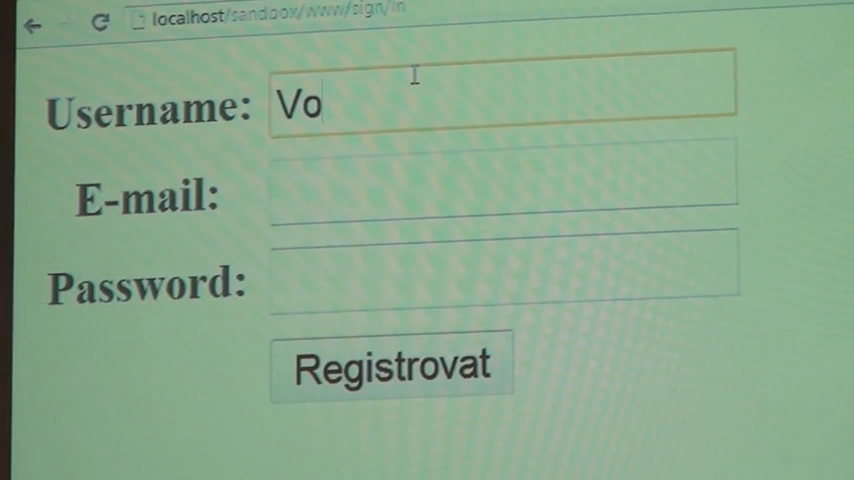 localhost/sandbox/www/sign/in
Username: Vo
E-mail:
Password:
Registrovat